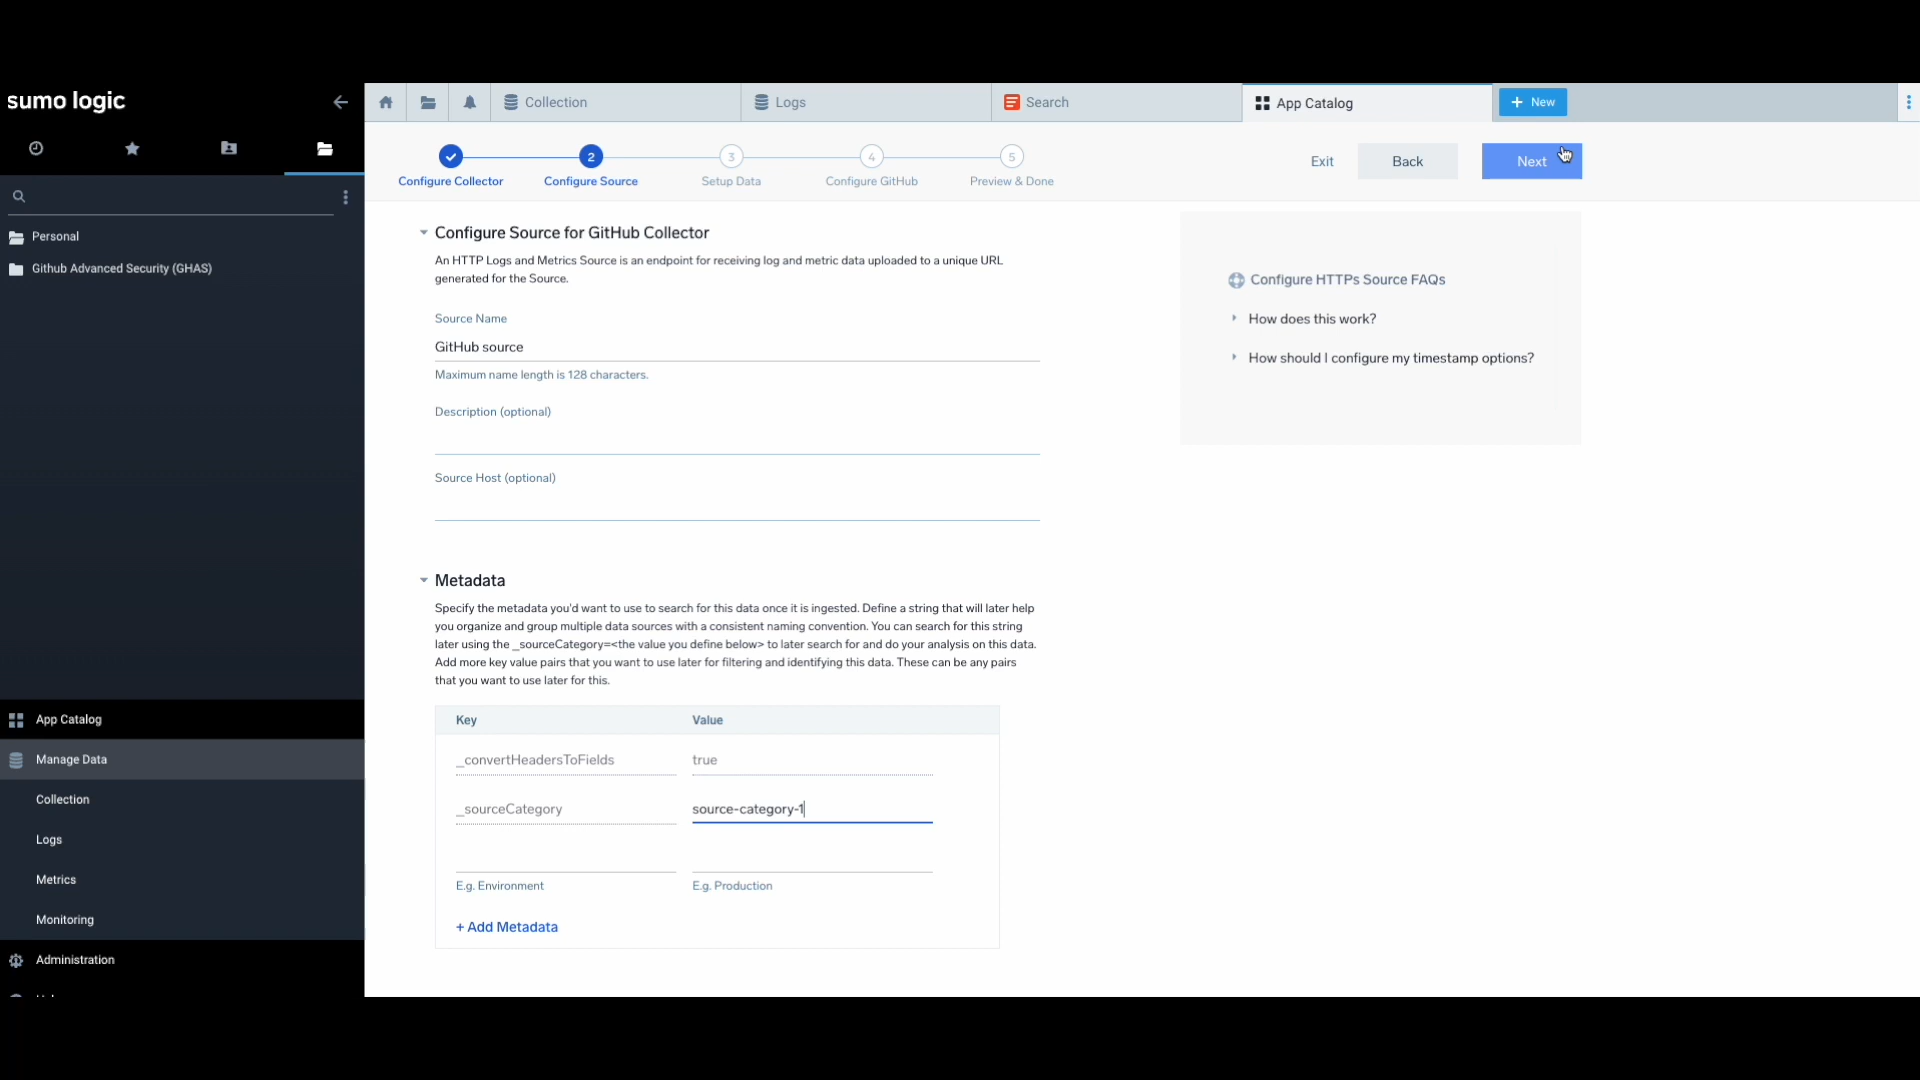 sumo logic
Collection
Logs
Search
App Catalog
+ New
2
3
4
5
Configure Collector
Configure Source
Setup Data
Configure GitHub
Preview & Done
Exit
Back
Next
Personal
Github Advanced Security (GHAS)
App Catalog
Manage Data
Collection
Logs
Metrics
Monitoring
Administration
Configure Source for GitHub Collector
An HTTP Logs and Metrics Source is an endpoint for receiving log and metric data uploaded to a unique URL
generated for the Source.
Source Name
GitHub source
Maximum name length is 128 characters.
Description (optional)
Source Host (optional)
Metadata
Specify the metadata you'd want to use to search for this data once it is ingested. Define a string that will later help
you organize and group multiple data sources with a consistent naming convention. You can search for this string
later using the _sourceCategory=<the value you define below> to later search for and do your analysis on this data.
Add more key value pairs that you want to use later for filtering and identifying this data. These can be any pairs
that you want to use later for this.
Key
Value
_convertHeadersToFields
true
_sourceCategory
source-category-1
E.g. Environment
E.g. Production
+ Add Metadata
Configure HTTPs Source FAQs
How does this work?
How should I configure my timestamp options?